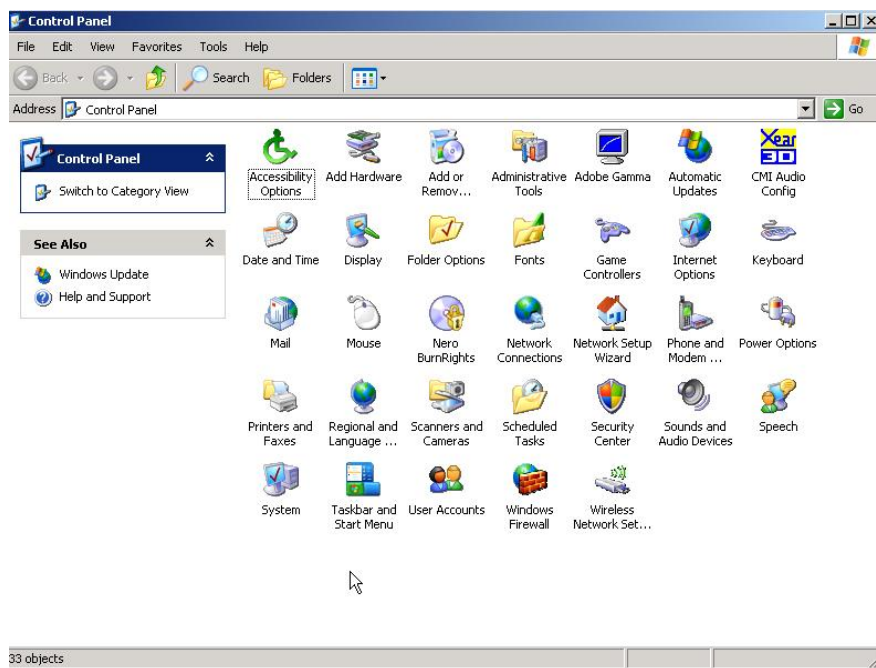 Control Panel
File Edit View Favorites Tools Help
Back Search Folders
Address Control Panel Go
Control Panel
Switch to Category View
See Also
Windows Update
Help and Support
Accessibility
Options
Add Hardware
Add or
Remov...
Administrative
Tools
Adobe Gamma
Automatic
Updates
Xear
3D
CMI Audio
Config
Date and Time
Display
Folder Options
Fonts
Game
Controllers
Internet
Options
Keyboard
Mail
Mouse
Nero
BurnRights
Network
Connections
Network Setup
Wizard
Phone and
Modem ...
Power Options
Printers and
Faxes
Regional and
Language ...
Scanners and
Cameras
Scheduled
Tasks
Security
Center
Sounds and
Audio Devices
Speech
System
Taskbar and
Start Menu
User Accounts
Windows
Firewall
Wireless
Network Set...
33 objects